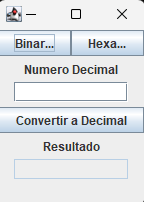 Binar... Hexa...
Numero Decimal
Convertir a Decimal
Resultado